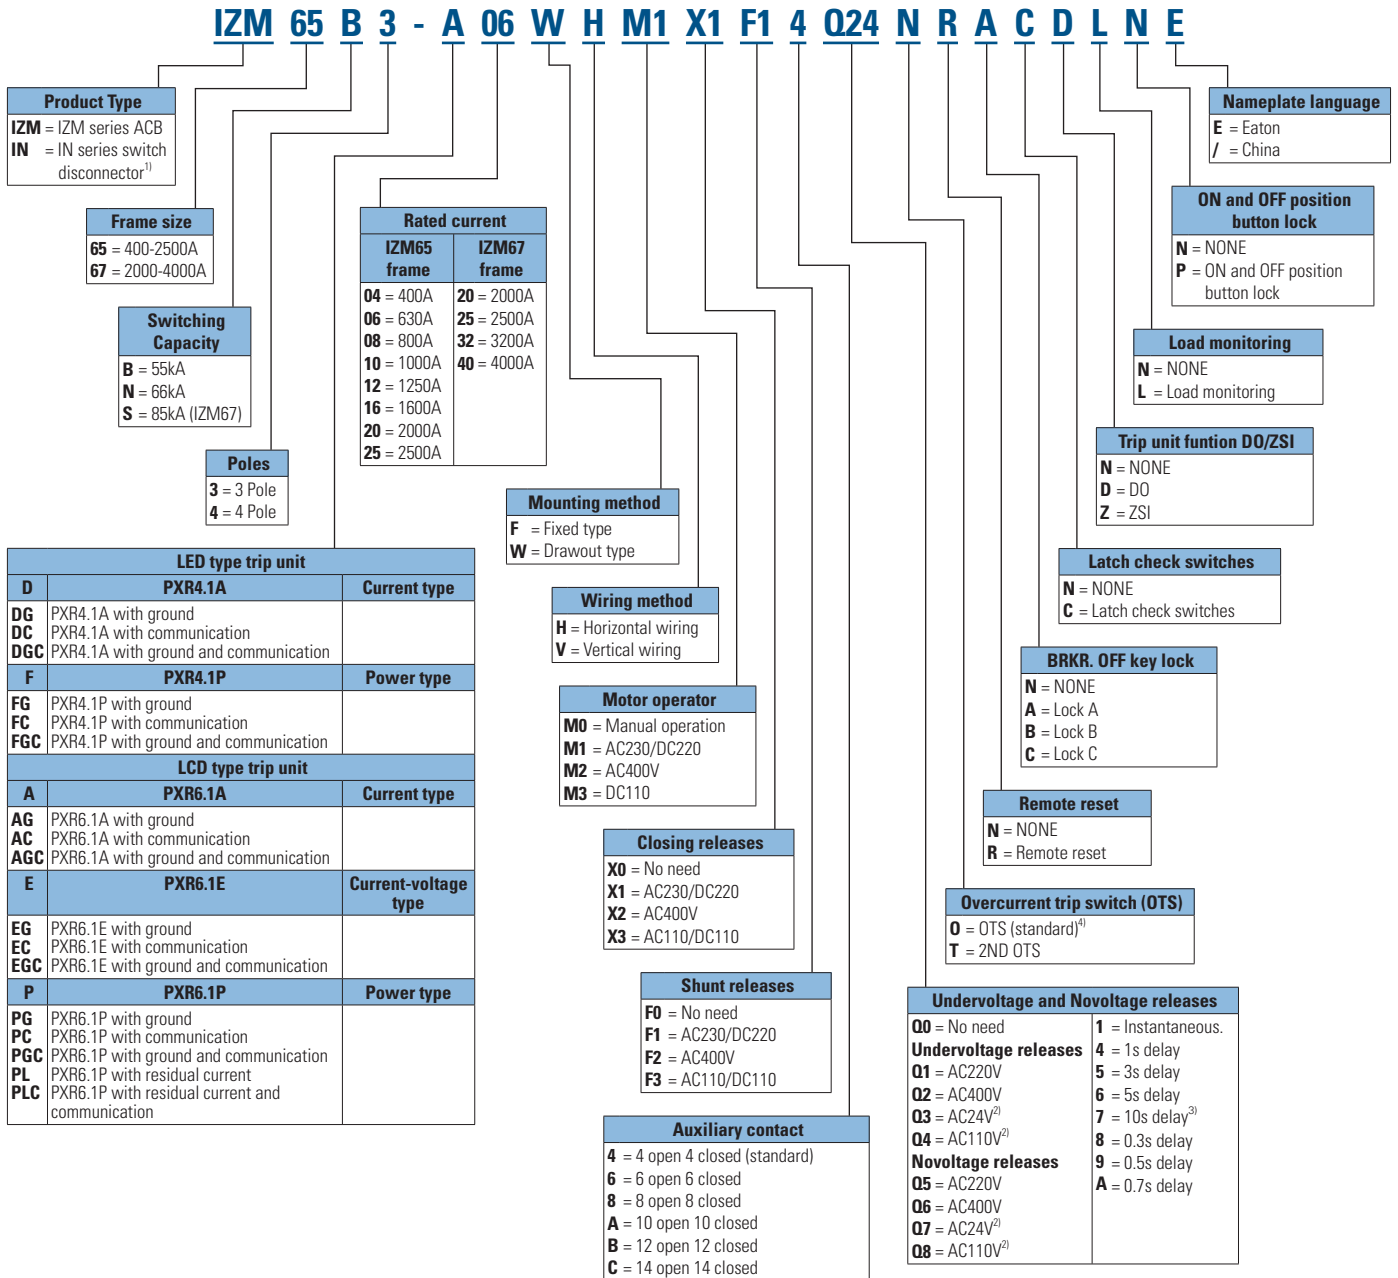 IZM 65 B 3 - A 06 W H M1 X1 F1 4 Q24 N R A C D L N E
Product Type
IZM = IZM series ACB
IN = IN series switch
disconnector1)
Frame size
65 = 400-2500A
67 = 2000-4000A
Switching
Capacity
B = 55kA
N = 66kA
S = 85kA (IZM67)
Poles
3 = 3 Pole
4 = 4 Pole
LED type trip unit
D PXR4.1A Current type
DG PXR4.1A with ground
DC PXR4.1A with communication
DGC PXR4.1A with ground and communication
F PXR4.1P Power type
FG PXR4.1P with ground
FC PXR4.1P with communication
FGC PXR4.1P with ground and communication
LCD type trip unit
A PXR6.1A Current type
AG PXR6.1A with ground
AC PXR6.1A with communication
AGC PXR6.1A with ground and communication
E PXR6.1E Current-voltage
type
EG PXR6.1E with ground
EC PXR6.1E with communication
EGC PXR6.1E with ground and communication
P PXR6.1P Power type
PG PXR6.1P with ground
PC PXR6.1P with communication
PGC PXR6.1P with ground and communication
PL PXR6.1P with residual current
PLC PXR6.1P with residual current and
communication
Rated current
IZM65 IZM67
frame frame
04 = 400A 20 = 2000A
06 = 630A 25 = 2500A
08 = 800A 32 = 3200A
10 = 1000A 40 = 4000A
12 = 1250A
16 = 1600A
20 = 2000A
25 = 2500A
Mounting method
F = Fixed type
W = Drawout type
Wiring method
H = Horizontal wiring
V = Vertical wiring
Motor operator
M0 = Manual operation
M1 = AC230/DC220
M2 = AC400V
M3 = DC110
Closing releases
X0 = No need
X1 = AC230/DC220
X2 = AC400V
X3 = AC110/DC110
Shunt releases
F0 = No need
F1 = AC230/DC220
F2 = AC400V
F3 = AC110/DC110
Auxiliary contact
4 = 4 open 4 closed (standard)
6 = 6 open 6 closed
8 = 8 open 8 closed
A = 10 open 10 closed
B = 12 open 12 closed
C = 14 open 14 closed
Undervoltage and Novoltage releases
Q0 = No need 1 = Instantaneous.
Undervoltage releases 4 = 1s delay
Q1 = AC220V 5 = 3s delay
Q2 = AC400V 6 = 5s delay
Q3 = AC24V2) 7 = 10s delay3)
Q4 = AC110V2) 8 = 0.3s delay
Novoltage releases 9 = 0.5s delay
Q5 = AC220V A = 0.7s delay
Q6 = AC400V
Q7 = AC24V2)
Q8 = AC110V2)
Overcurrent trip switch (OTS)
O = OTS (standard)4)
T = 2ND OTS
Remote reset
N = NONE
R = Remote reset
BRKR. OFF key lock
N = NONE
A = Lock A
B = Lock B
C = Lock C
Latch check switches
N = NONE
C = Latch check switches
Trip unit funtion DO/ZSI
N = NONE
D = DO
Z = ZSI
Load monitoring
N = NONE
L = Load monitoring
ON and OFF position
button lock
N = NONE
P = ON and OFF position
button lock
Nameplate language
E = Eaton
/ = China